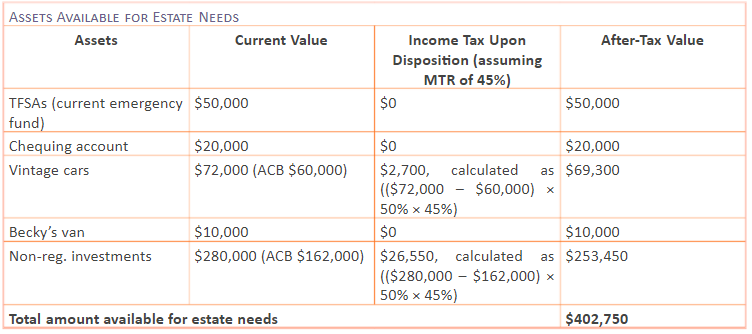 ASSETS AVAILABLE FOR ESTATE NEEDS
Assets Current Value Income Tax Upon After-Tax Value
Disposition (assuming
MTR of 45%)
TFSAs (current emergency $50,000 $0 $50,000
fund)
Chequing account $20,000 $0 $20,000
Vintage cars $72,000 (ACB $60,000) $2,700, calculated as $69,300
(($72,000 – $60,000) ×
50% × 45%)
Becky’s van $10,000 $0 $10,000
Non-reg. investments $280,000 (ACB $162,000) $26,550, calculated as $253,450
(($280,000 – $162,000) ×
50% × 45%)
Total amount available for estate needs $402,750